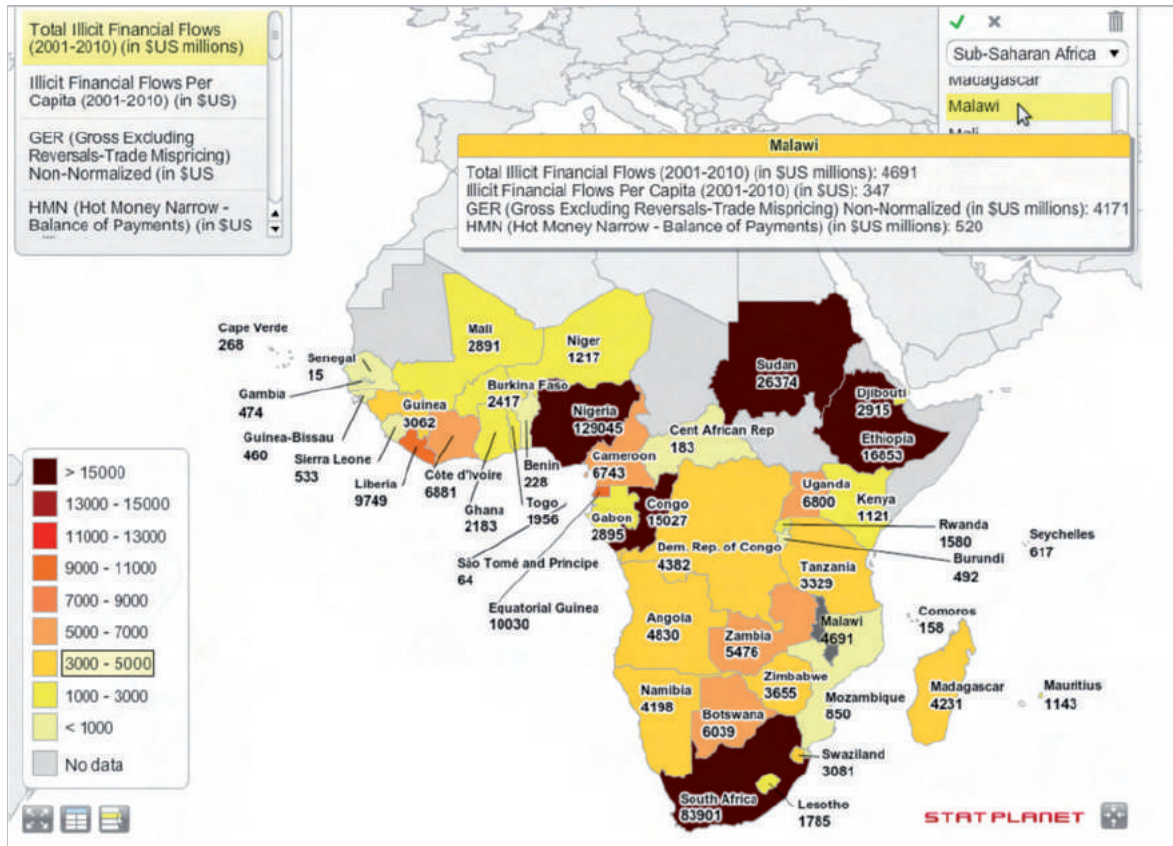 Total Illicit Financial Flows
(2001-2010) (in $US millions)
Illicit Financial Flows Per
Capita (2001-2010) (in $US)
GER (Gross Excluding
Reversals-Trade Mispricing)
Non-Normalized (in $US
HMN (Hot Money Narrow -
Balance of Payments) (in $US
Sub-Saharan Africa
Madagascar
Malawi
Mali
Malawi
Total Illicit Financial Flows (2001-2010) (in $US millions): 4691
Illicit Financial Flows Per Capita (2001-2010) (in $US): 347
GER (Gross Excluding Reversals-Trade Mispricing) Non-Normalized (in $US millions): 4171
HMN (Hot Money Narrow - Balance of Payments) (in $US millions): 520
Cape Verde
268
Senegal
15
Gambia
474
Guinea-Bissau
460
Sierra Leone
533
Guinea
3062
Liberia
9749
Côte d'Ivoire
6881
Mali
2891
Burkina Faso
2417
Ghana
2183
Togo
1956
Benin
228
Niger
1217
Nigeria
129045
Cameroon
6743
São Tomé and Principe
64
Equatorial Guinea
10030
Gabon
2895
Congo
15027
Cent African Rep
183
Sudan
26374
Djibouti
2915
Ethiopia
16853
Uganda
6800
Kenya
1121
Rwanda
1580
Burundi
492
Seychelles
617
Dem. Rep. of Congo
4382
Tanzania
3329
Angola
4830
Zambia
5476
Malawi
4691
Comoros
158
Zimbabwe
3655
Mozambique
850
Madagascar
4231
Mauritius
1143
Namibia
4198
Botswana
6039
Swaziland
3081
South Africa
83901
Lesotho
1785
> 15000
13000 - 15000
11000 - 13000
9000 - 11000
7000 - 9000
5000 - 7000
3000 - 5000
1000 - 3000
< 1000
No data
STATPLANET